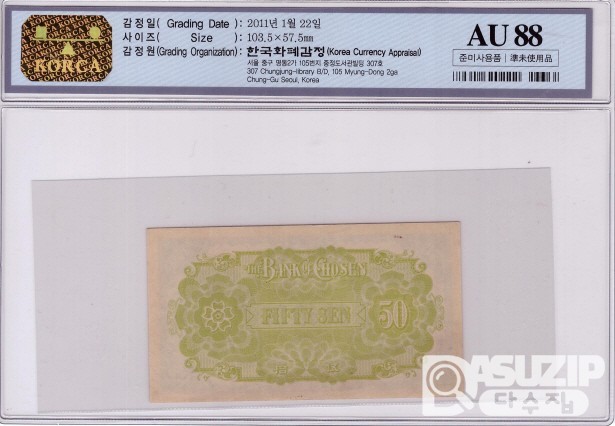 감정일( Grading Date ) : 2011년 1월 22일
사이즈( Size ) : 103.5×57.5mm
감정원(Grading Organization): 한국화폐감정(Korea Currency Appraisal)
서울 중구 명동2가 105번지 중정도서관빌딩 307호
307 Chungjung-library B/D, 105 Myung-Dong 2ga
Chung-Gu Seoul, Korea
KORCA
AU 88
준미사용품 | 準未使用品
THE BANK OF CHOSEN
FIFTY SEN
50
拾 五
DASUZIP
다수집